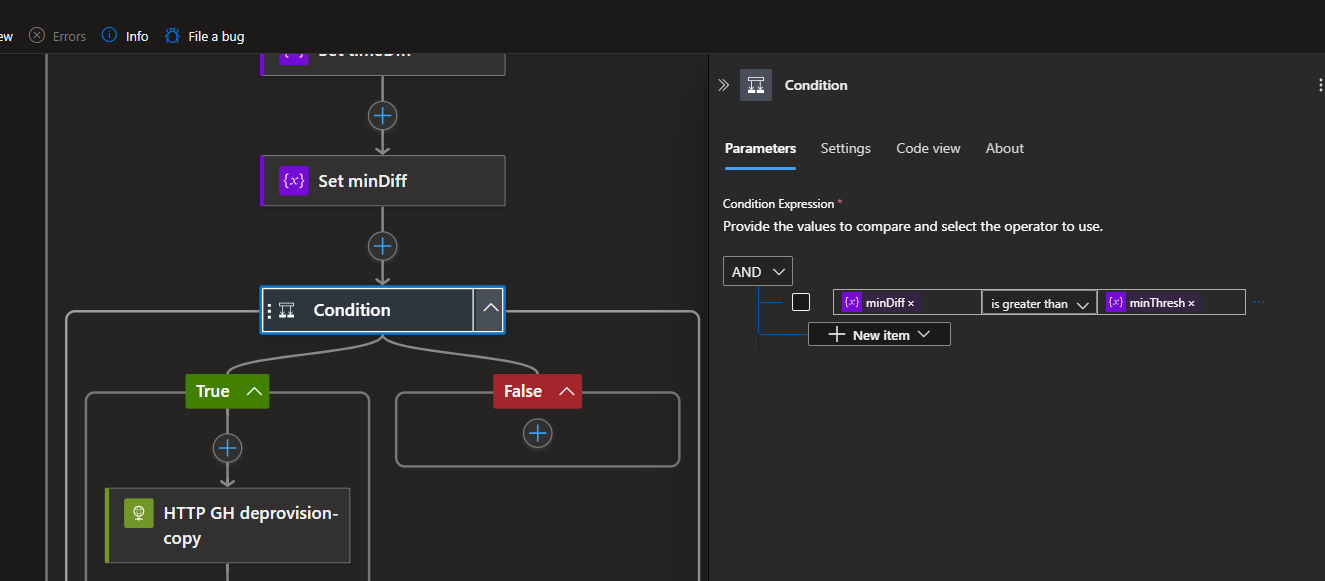 ew Errors Info File a bug
Set timeDiff
{x} Set minDiff
Condition
True
False
HTTP GH deprovision-
copy
Condition
Parameters Settings Code view About
Condition Expression *
Provide the values to compare and select the operator to use.
AND
{x} minDiff × is greater than {x} minThresh ×
New item